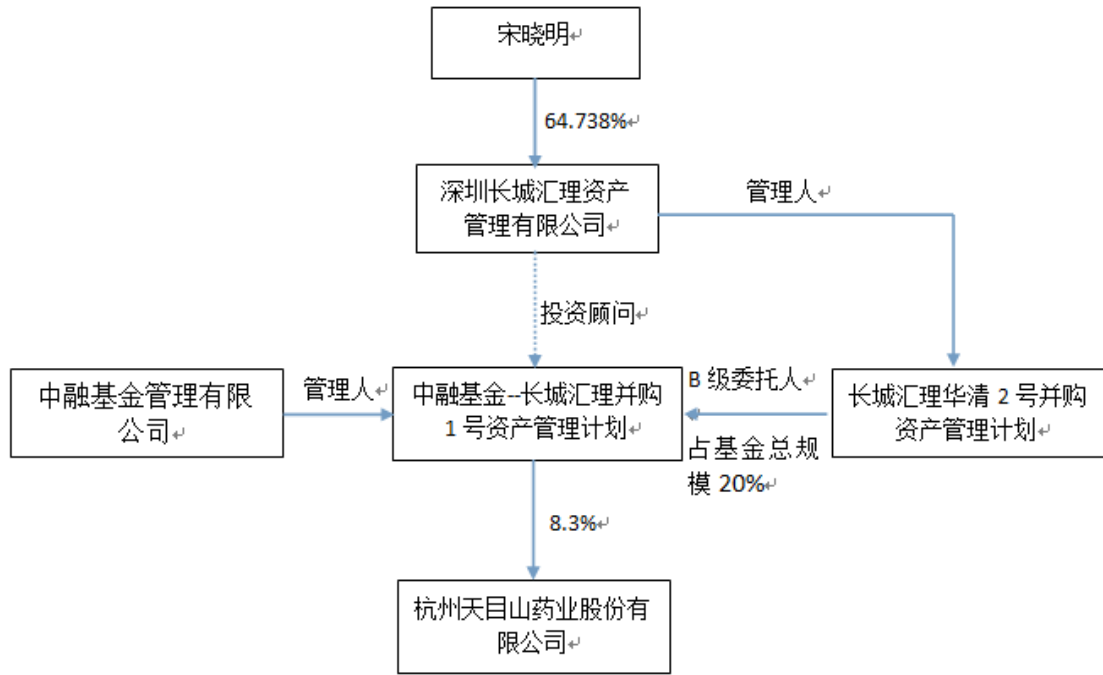 宋晓明↵
64.738%↵
深圳长城汇理资产
管理有限公司↵
管理人↵
投资顾问↵
中融基金管理有限
公司↵
管理人↵
中融基金--长城汇理并购
1 号资产管理计划↵
B 级委托人↵
占基金总规
模 20%↵
长城汇理华清 2 号并购
资产管理计划↵
8.3%↵
杭州天目山药业股份有
限公司↵